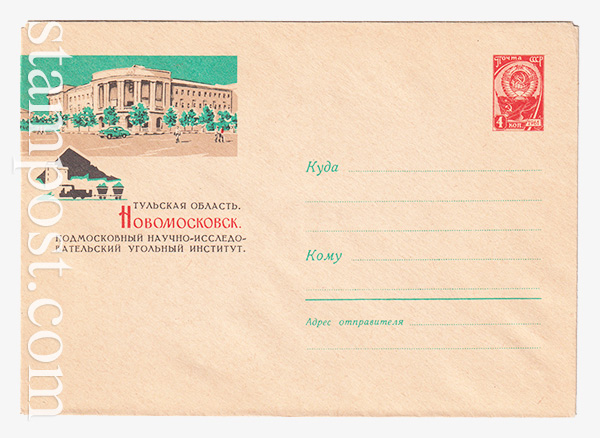 Почта СССР
4 коп.
ТУЛЬСКАЯ ОБЛАСТЬ.
НОВОМОСКОВСК.
ПОДМОСКОВНЫЙ НАУЧНО-ИССЛЕДО-
ВАТЕЛЬСКИЙ УГОЛЬНЫЙ ИНСТИТУТ.
Куда
Кому
Адрес отправителя
stampost.com